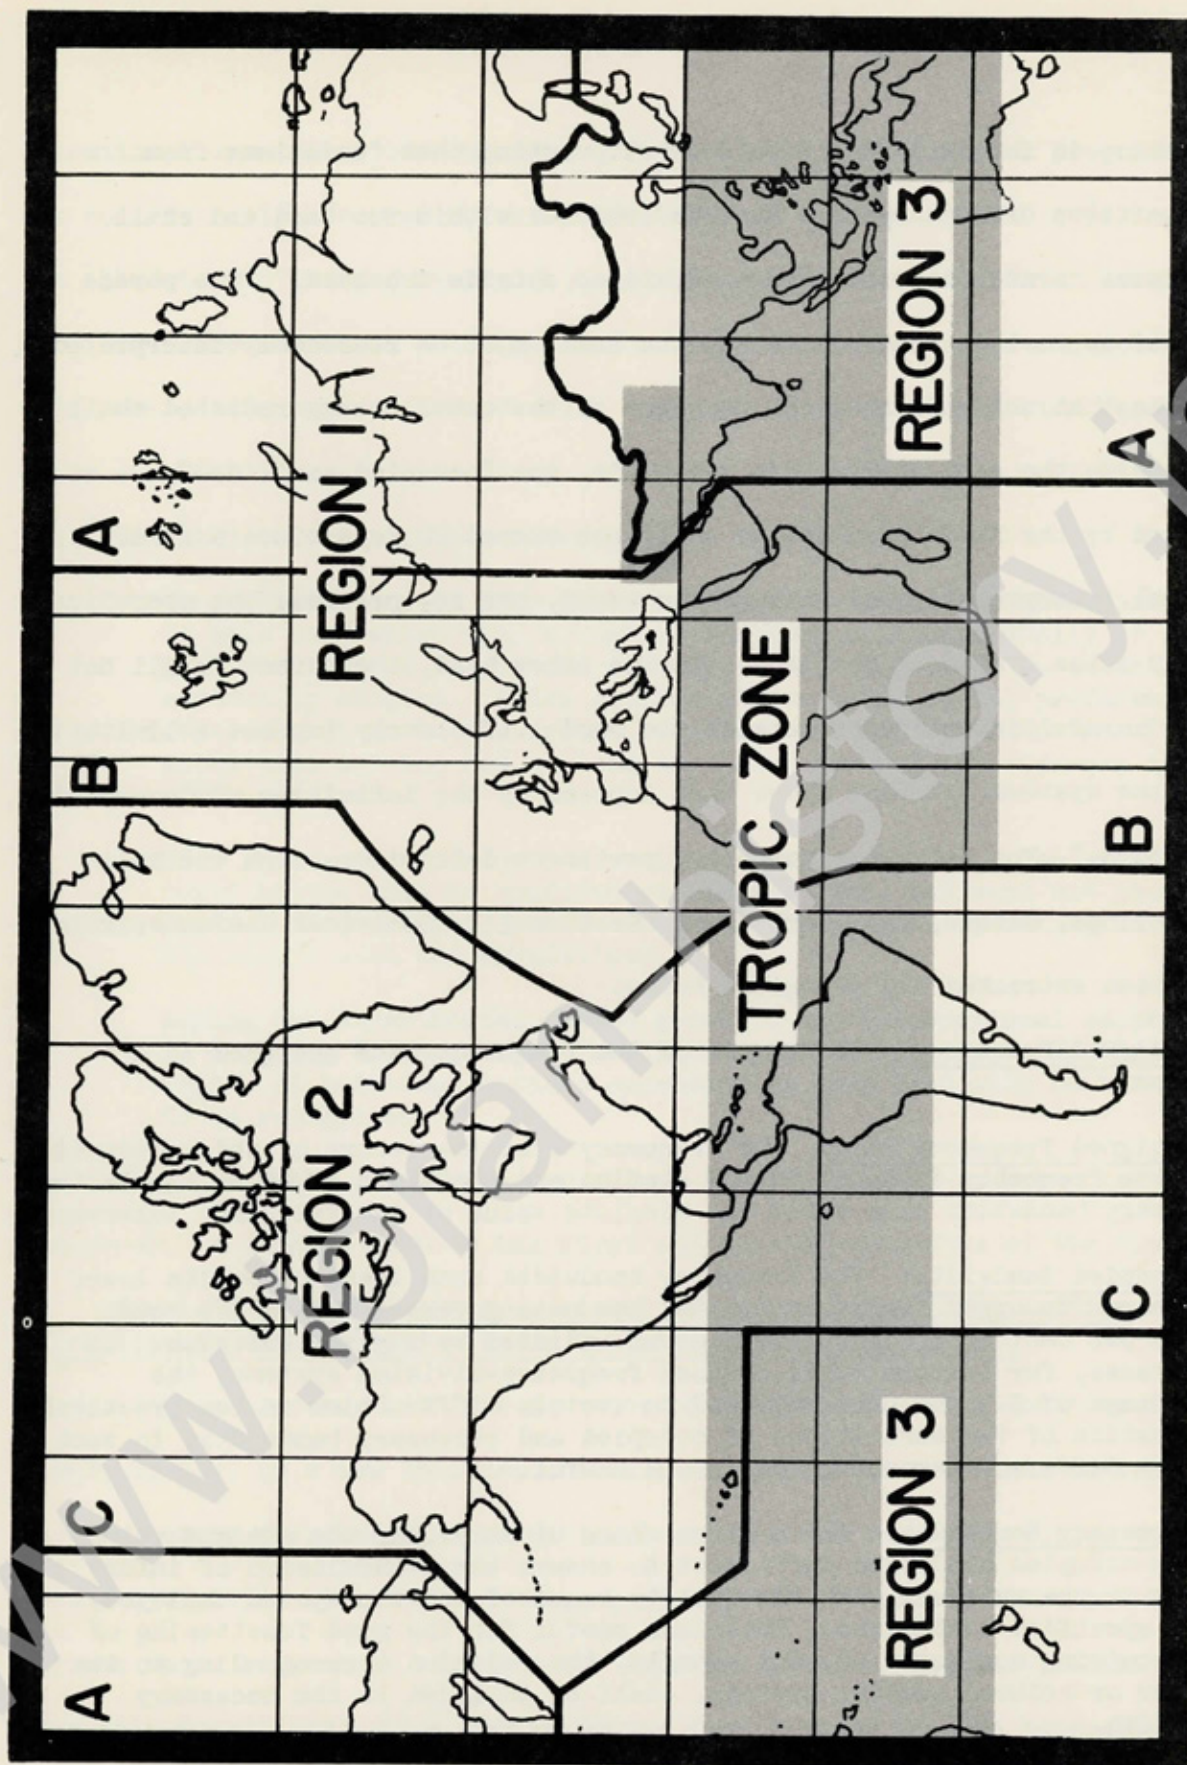 A C B A
REGION 2 REGION 1
TROPIC ZONE
REGION 3 REGION 3
C B A